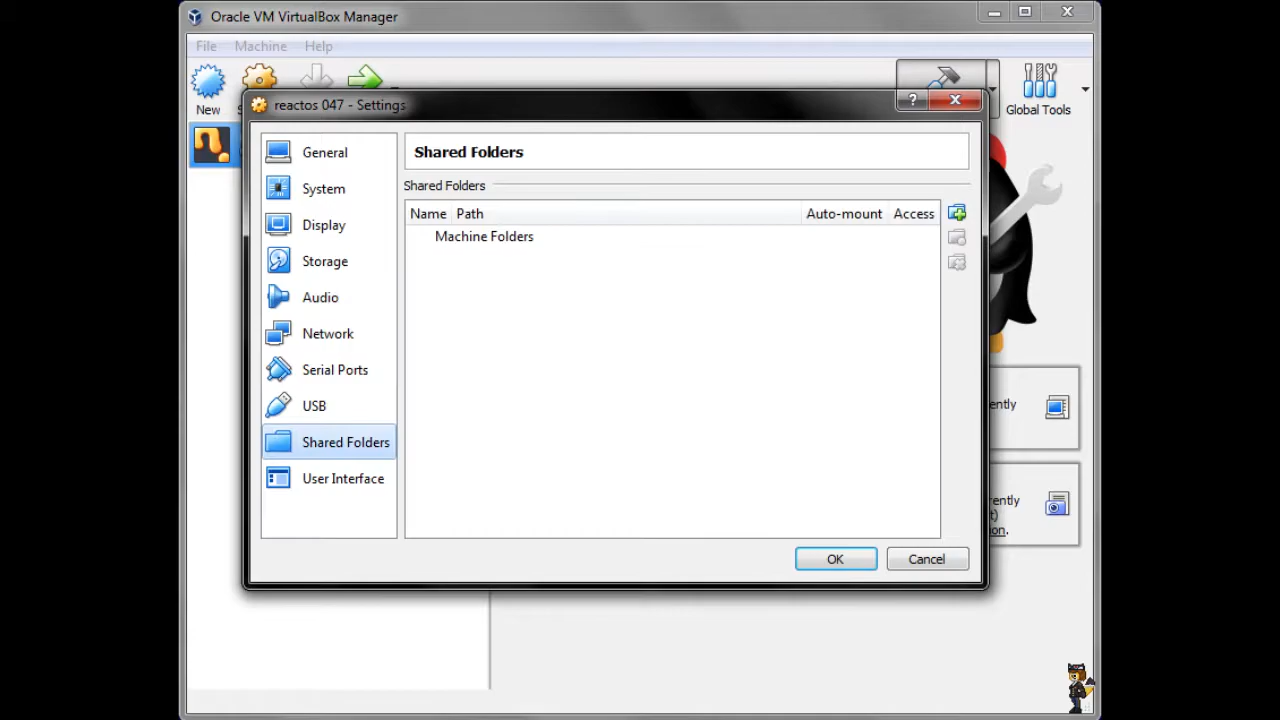 Oracle VM VirtualBox Manager
File Machine Help
New
Global Tools
reactos 047 - Settings
?
General
System
Display
Storage
Audio
Network
Serial Ports
USB
Shared Folders
User Interface
Shared Folders
Shared Folders
Name Path Auto-mount Access
Machine Folders
OK Cancel
ently
rently
t)
on.